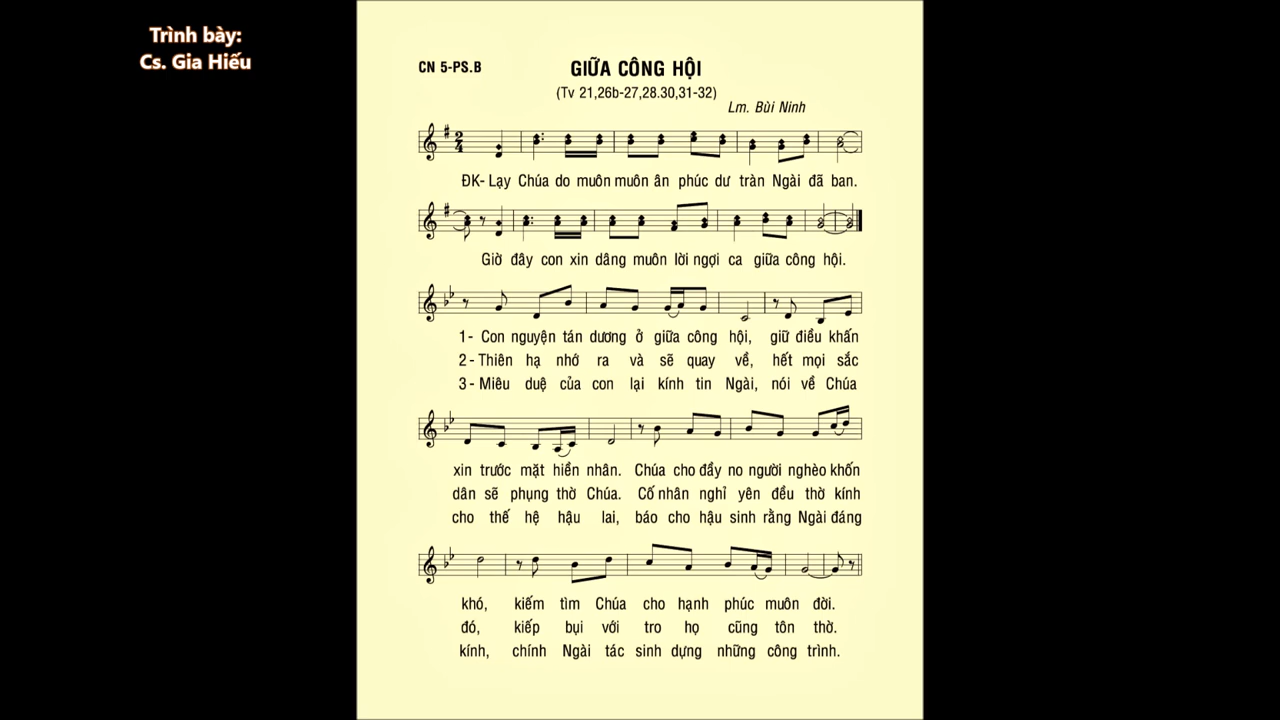 Trình bày:
Cs. Gia Hiếu
CN 5-PS.B
GIỮA CÔNG HỘI
(Tv 21,26b-27,28.30,31-32)
Lm. Bùi Ninh
2
4
ĐK- Lạy Chúa do muôn muôn ân phúc dư tràn Ngài đã ban.
Giờ đây con xin dâng muôn lời ngợi ca giữa công hội.
1- Con nguyện tán dương ở giữa công hội, giữ điều khấn
2- Thiên hạ nhớ ra và sẽ quay về, hết mọi sắc
3- Miêu duệ của con lại kính tin Ngài, nói về Chúa
xin trước mặt hiền nhân. Chúa cho đầy no người nghèo khốn
dân sẽ phụng thờ Chúa. Cố nhân nghỉ yên đều thờ kính
cho thế hệ hậu lai, báo cho hậu sinh rằng Ngài đáng
khó, kiếm tìm Chúa cho hạnh phúc muôn đời.
đó, kiếp bụi với tro họ cũng tôn thờ.
kính, chính Ngài tác sinh dựng những công trình.